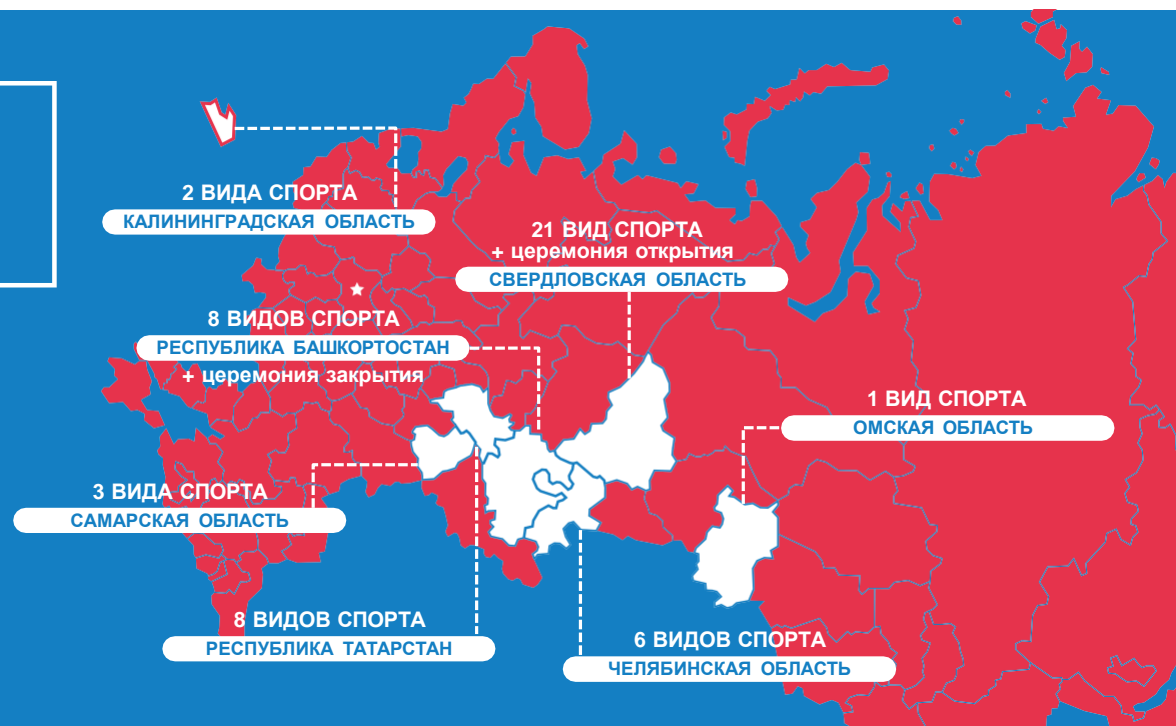 2 ВИДА СПОРТА
КАЛИНИНГРАДСКАЯ ОБЛАСТЬ
21 ВИД СПОРТА
+ церемония открытия
СВЕРДЛОВСКАЯ ОБЛАСТЬ
8 ВИДОВ СПОРТА
РЕСПУБЛИКА БАШКОРТОСТАН
+ церемония закрытия
1 ВИД СПОРТА
ОМСКАЯ ОБЛАСТЬ
3 ВИДА СПОРТА
САМАРСКАЯ ОБЛАСТЬ
8 ВИДОВ СПОРТА
РЕСПУБЛИКА ТАТАРСТАН
6 ВИДОВ СПОРТА
ЧЕЛЯБИНСКАЯ ОБЛАСТЬ